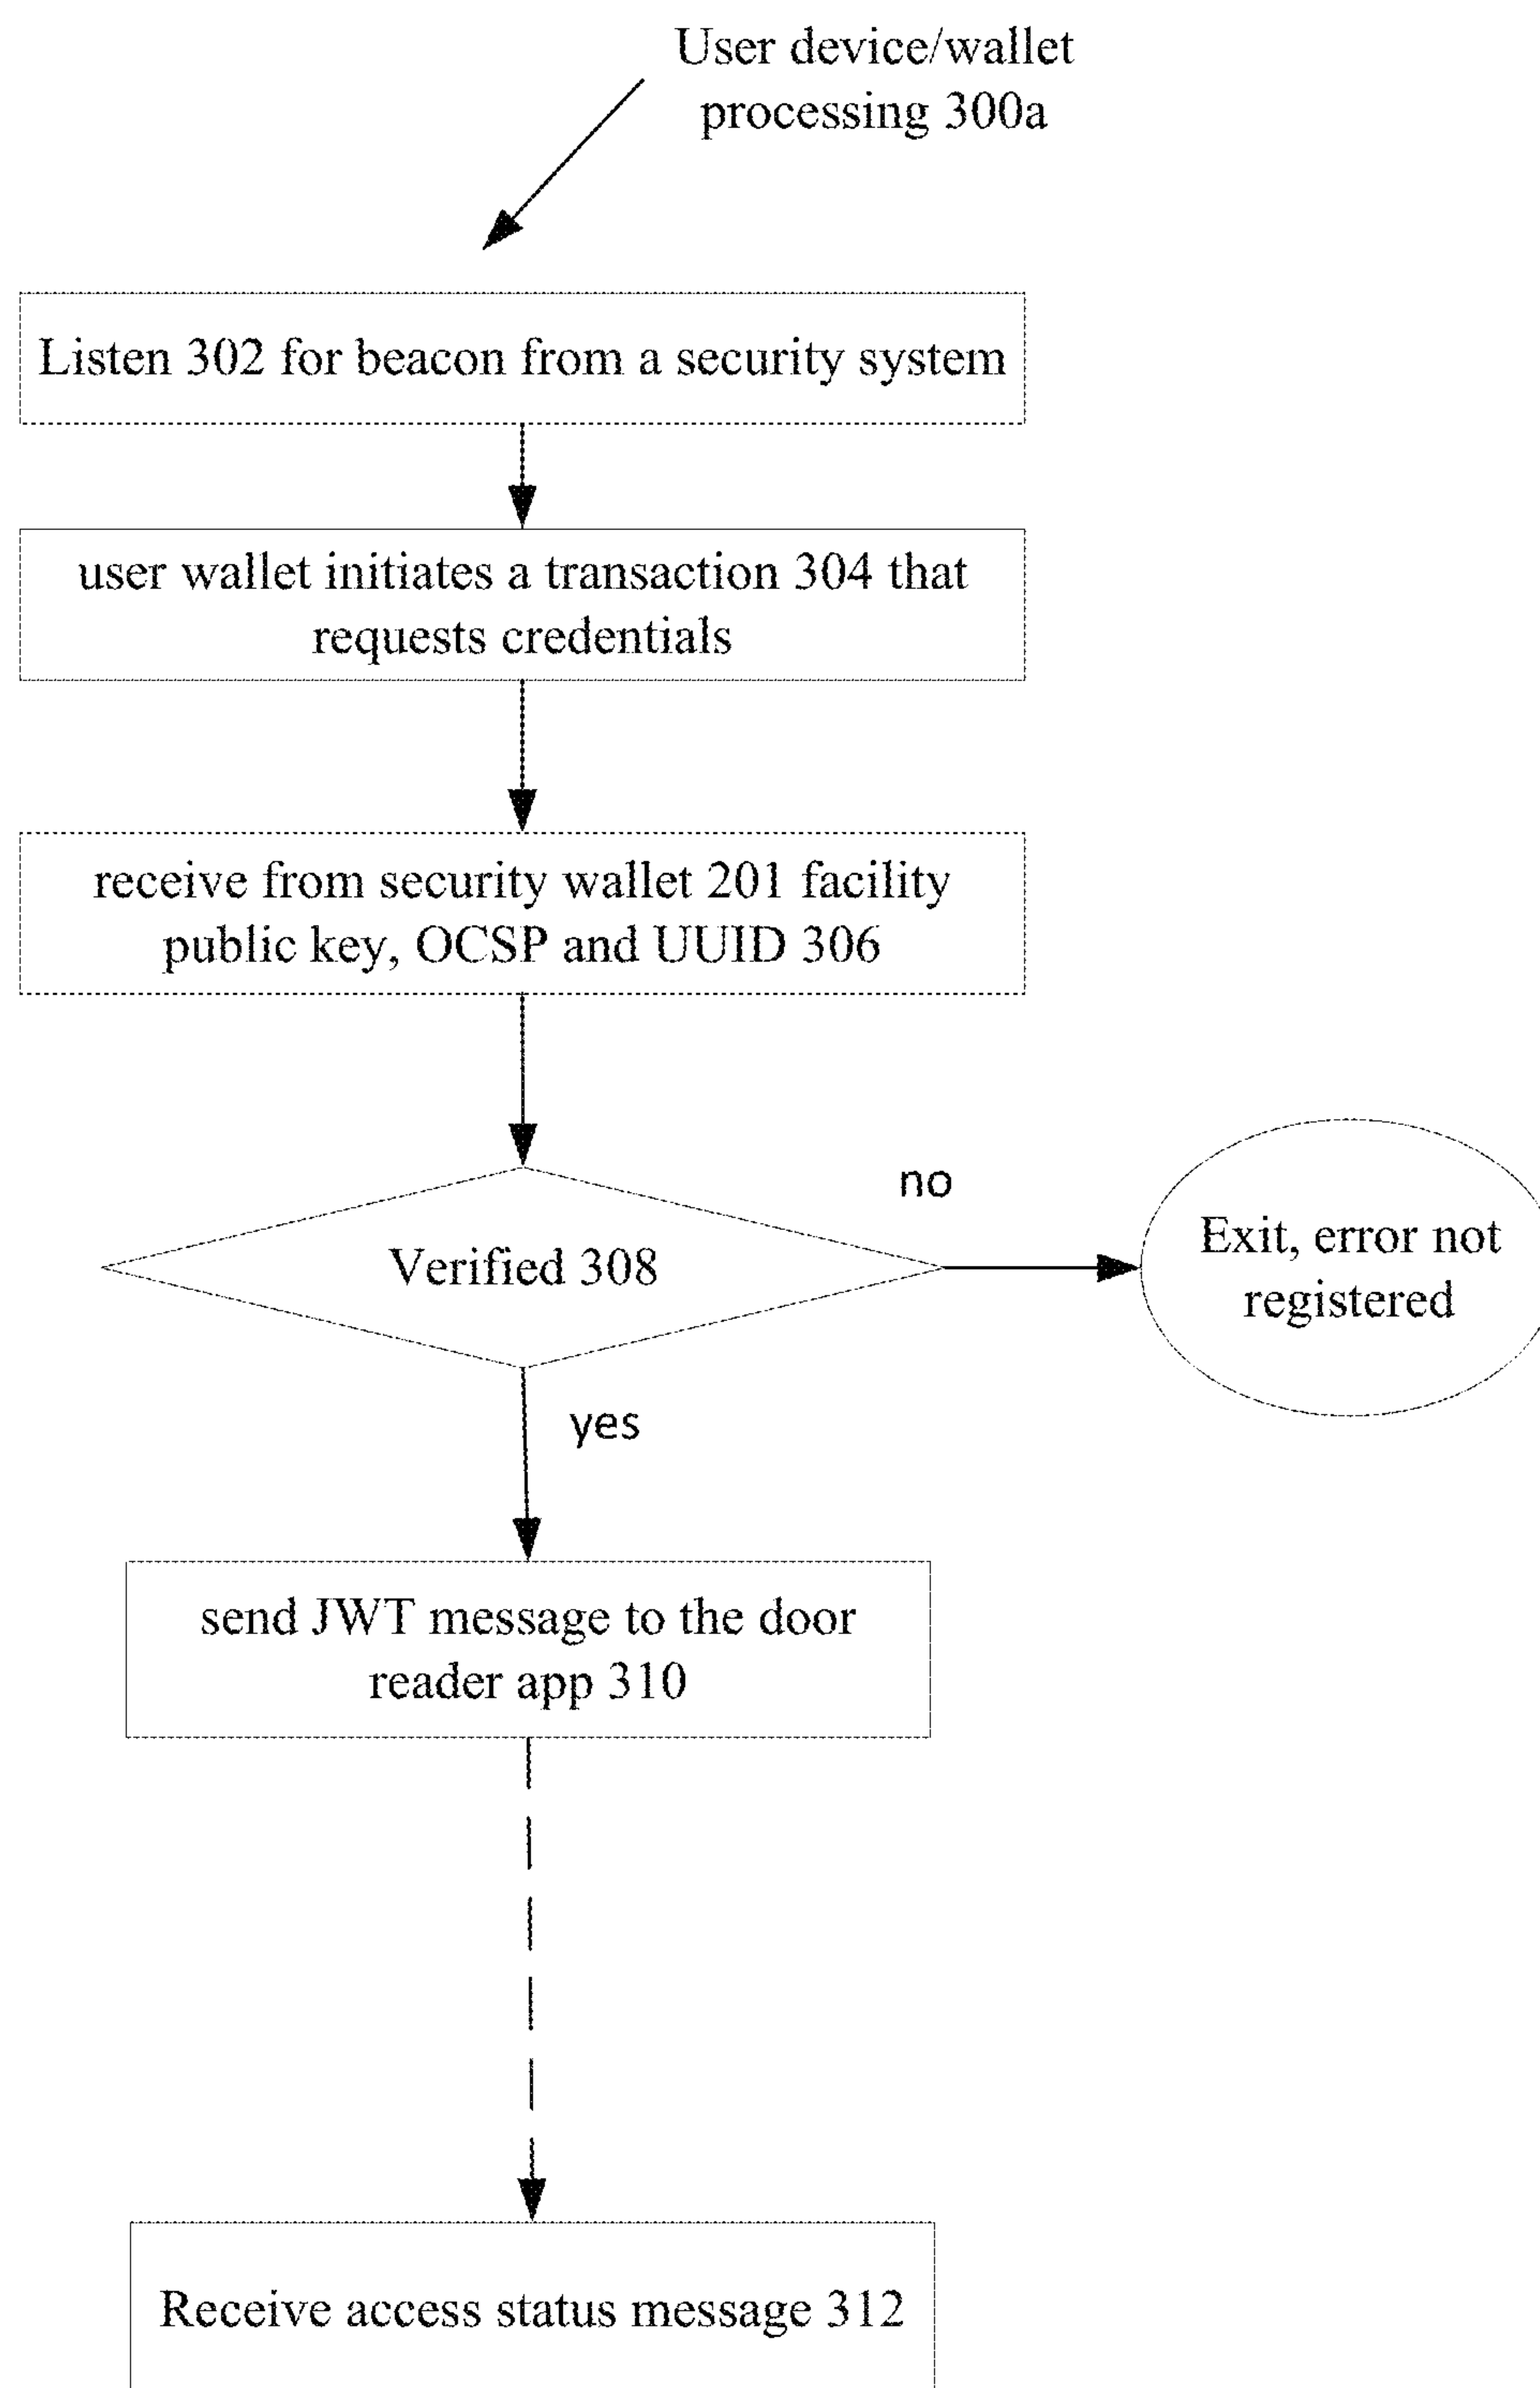 User device/wallet
processing 300a
Listen 302 for beacon from a security system
user wallet initiates a transaction 304 that
requests credentials
receive from security wallet 201 facility
public key, OCSP and UUID 306
no
Verified 308
Exit, error not
registered
yes
send JWT message to the door
reader app 310
Receive access status message 312